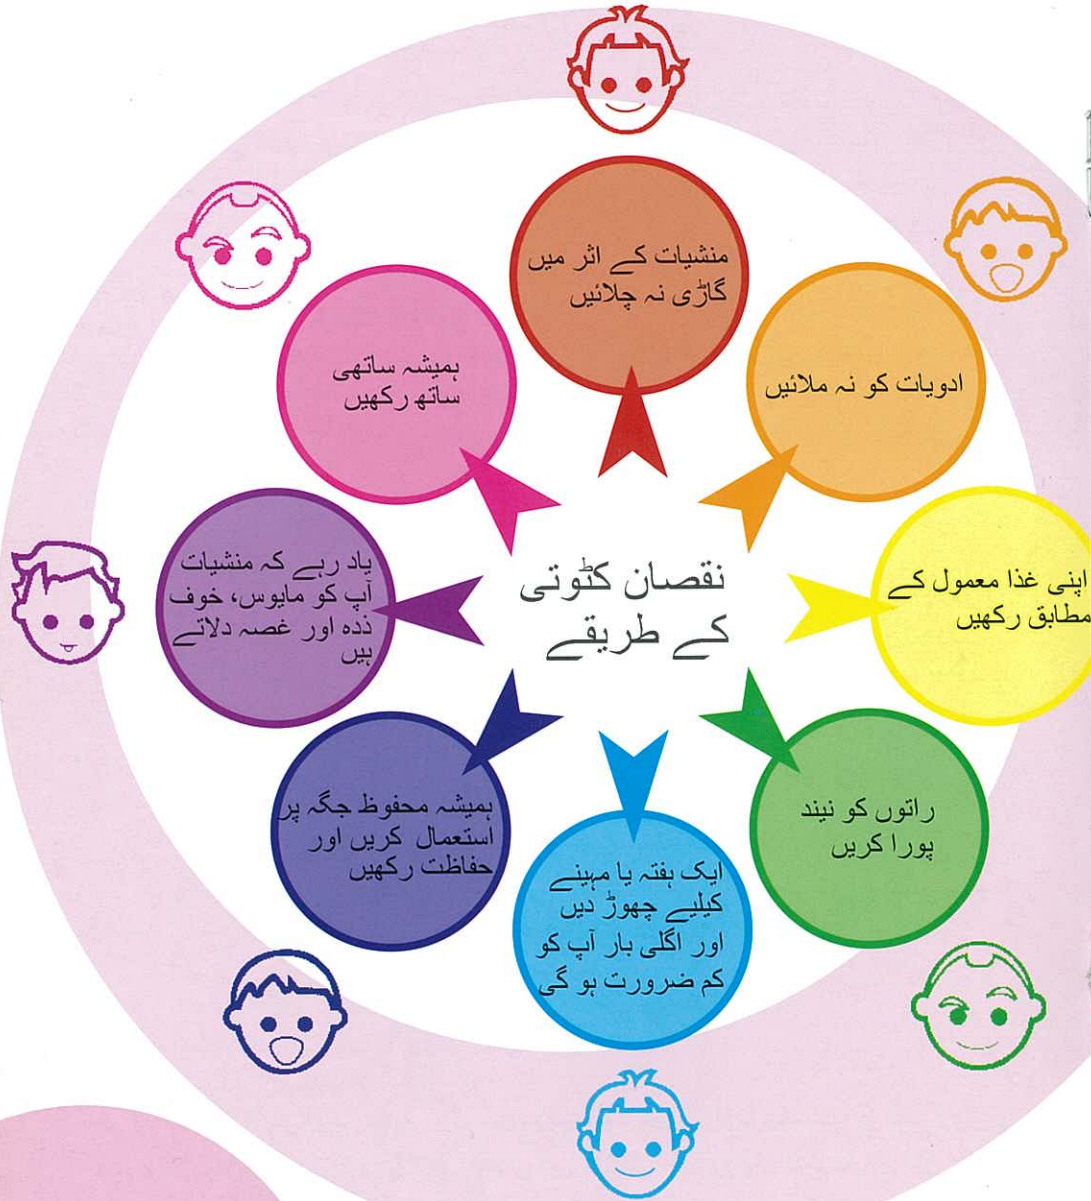 نقصان کٹوتی
کے طریقے
منشیات کے اثر میں
گاڑی نہ چلائیں
ادویات کو نہ ملائیں
اپنی غذا معمول کے
مطابق رکھیں
راتوں کو نیند
پورا کریں
ایک ہفتہ یا مہینے
کیلیے چھوڑ دیں
اور اگلی بار آپ کو
کم ضرورت ہو گی
ہمیشہ محفوظ جگہ پر
استعمال کریں اور
حفاظت رکھیں
یاد رہے کہ منشیات
آپ کو مایوس، خوف
ذدہ اور غصہ دلاتے
ہیں
ہمیشہ ساتھی
ساتھ رکھیں